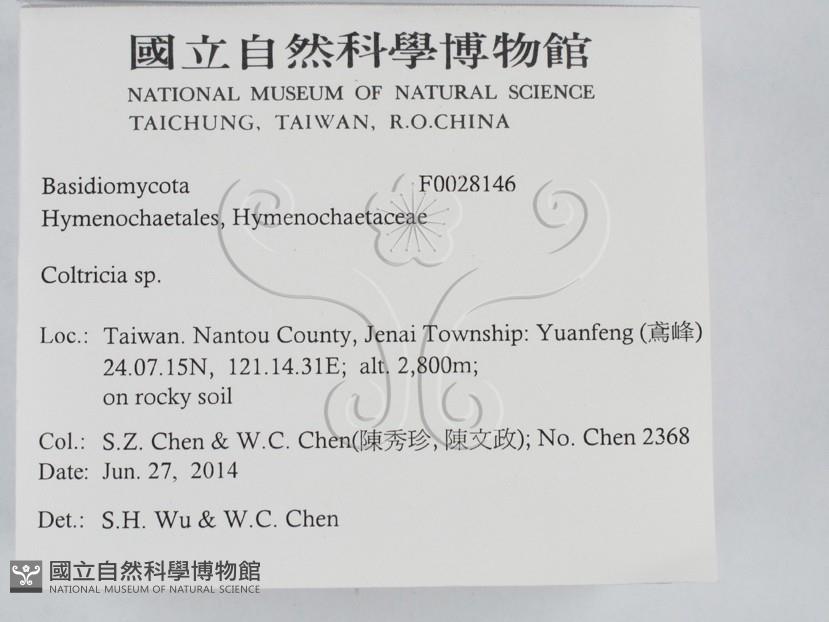 國立自然科學博物館
NATIONAL MUSEUM OF NATURAL SCIENCE
TAICHUNG, TAIWAN, R.O.CHINA
Basidiomycota F0028146
Hymenochaetales, Hymenochaetaceae
Coltricia sp.
Loc.: Taiwan. Nantou County, Jenai Township: Yuanfeng (鳶峰)
24.07.15N, 121.14.31E; alt. 2,800m;
on rocky soil
Col.: S.Z. Chen & W.C. Chen(陳秀珍, 陳文政); No. Chen 2368
Date: Jun. 27, 2014
Det.: S.H. Wu & W.C. Chen
國立自然科學博物館
NATIONAL MUSEUM OF NATURAL SCIENCE